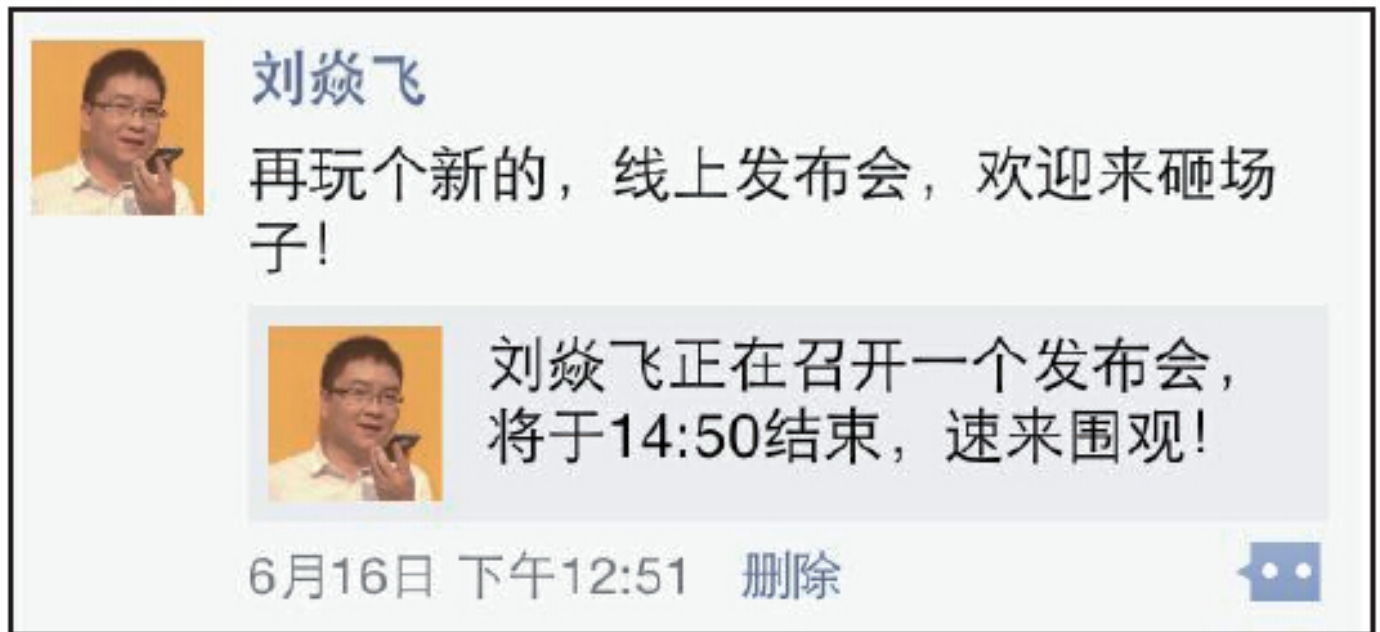 刘焱飞
再玩个新的，线上发布会，欢迎来砸场
子！
刘焱飞正在召开一个发布会，
将于14:50结束，速来围观！
6月16日 下午12:51 删除